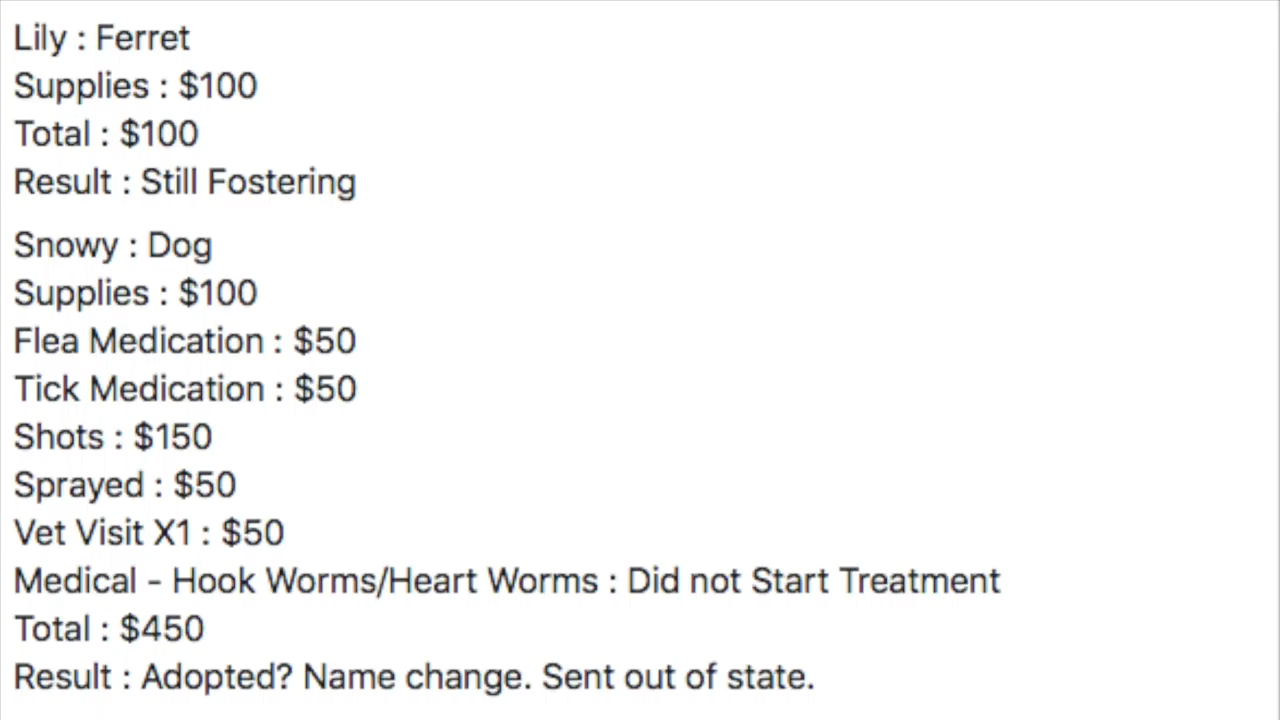 Lily : Ferret
Supplies : $100
Total : $100
Result : Still Fostering
Snowy : Dog
Supplies : $100
Flea Medication : $50
Tick Medication : $50
Shots : $150
Sprayed : $50
Vet Visit X1 : $50
Medical - Hook Worms/Heart Worms : Did not Start Treatment
Total : $450
Result : Adopted? Name change. Sent out of state.